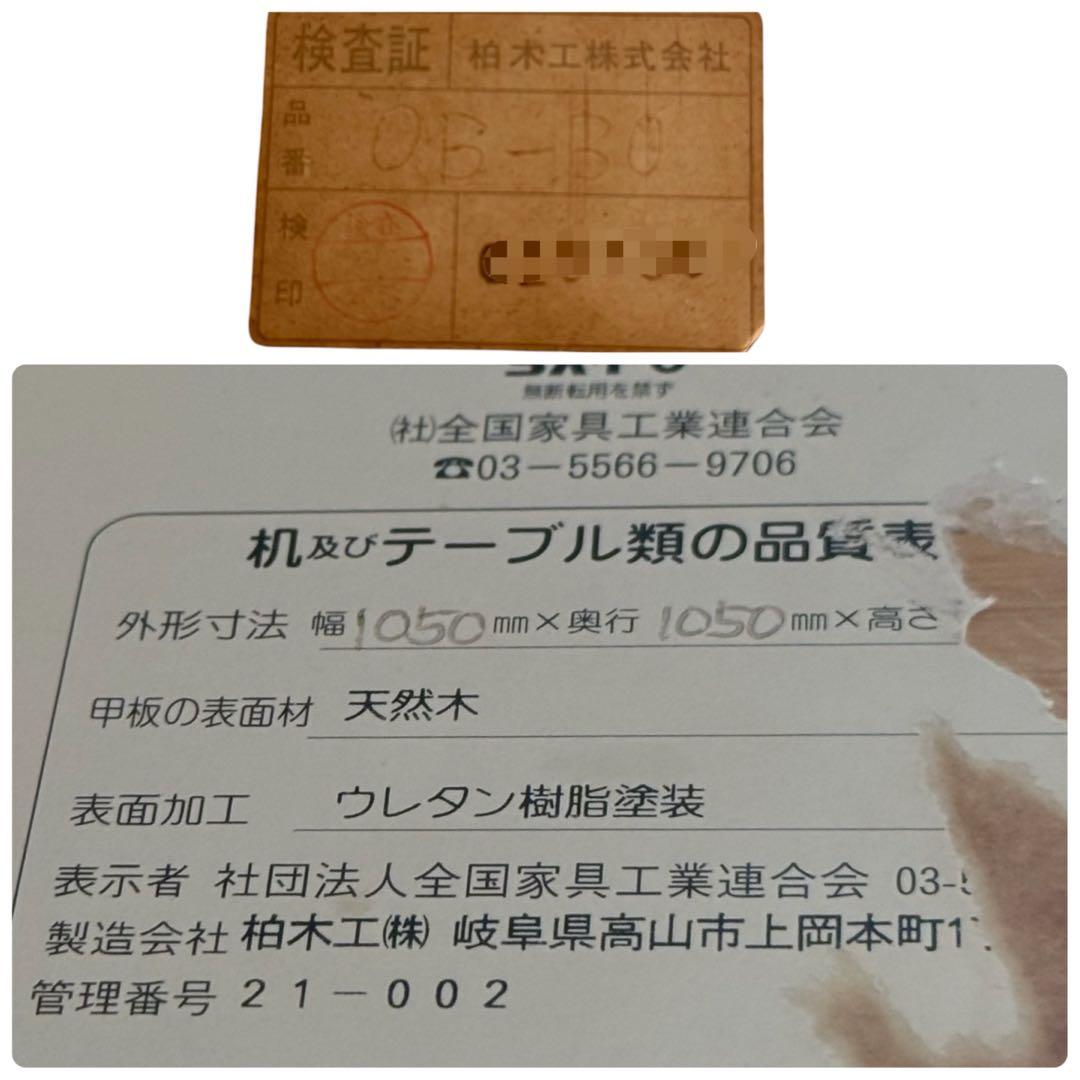 検査証 柏木工株式会社
品番 OB-BO
検印
無断転用を禁ず
㈳全国家具工業連合会
☎03-5566-9706
机及びテーブル類の品質表
外形寸法 幅1050mm×奥行 1050mm×高さ
甲板の表面材 天然木
表面加工 ウレタン樹脂塗装
表示者 社団法人全国家具工業連合会 03-5
製造会社 柏木工㈱ 岐阜県高山市上岡本町1
管理番号 21-002